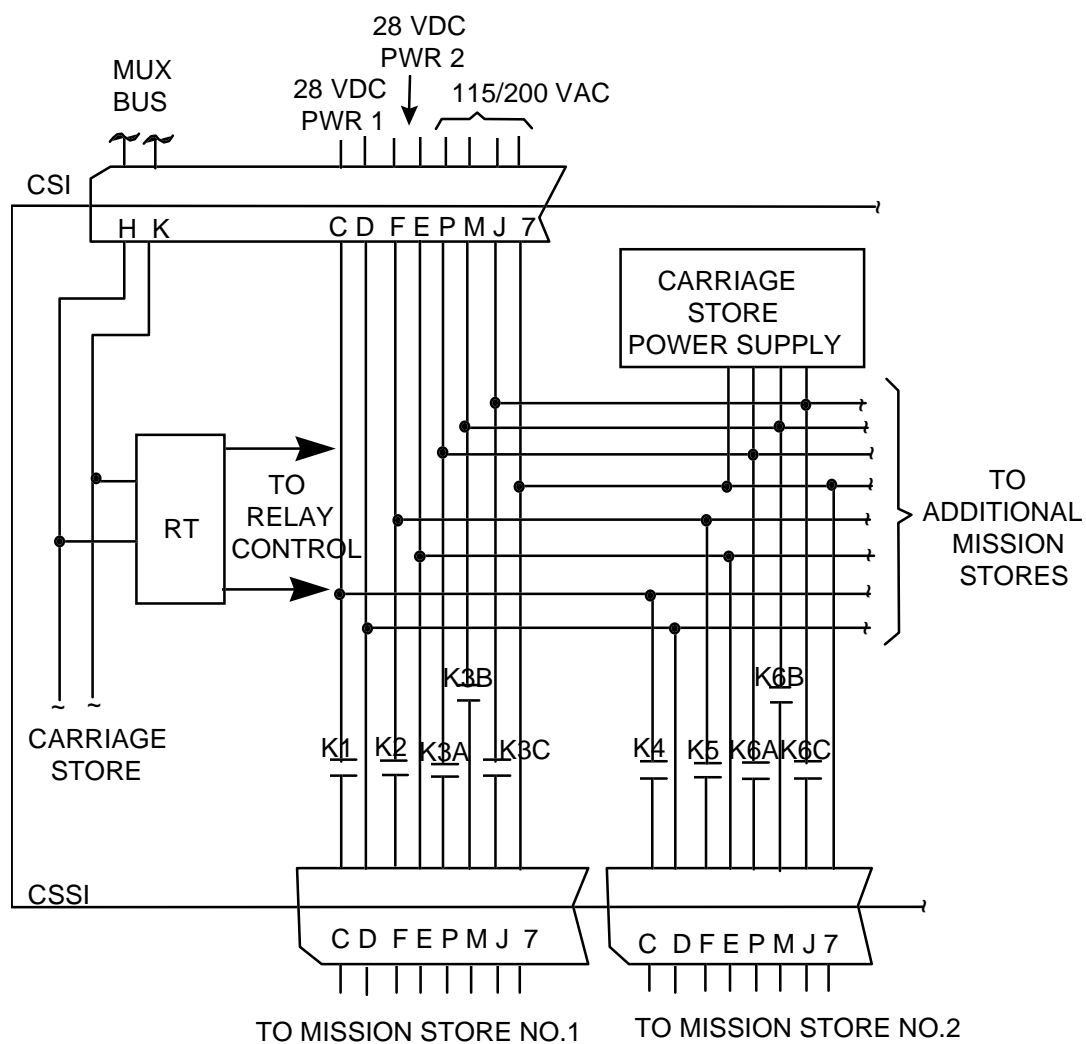 28 VDC
PWR 2
MUX
BUS
28 VDC
PWR 1
115/200 VAC
CSI
H K
C D F E P M J 7
CARRIAGE
STORE
POWER SUPPLY
RT
TO
RELAY
CONTROL
TO
ADDITIONAL
MISSION
STORES
K3B
K6B
CARRIAGE
STORE
K1 K2 K3A K3C
K4 K5 K6A K6C
CSSI
C D F E P M J 7
C D F E P M J 7
TO MISSION STORE NO.1
TO MISSION STORE NO.2